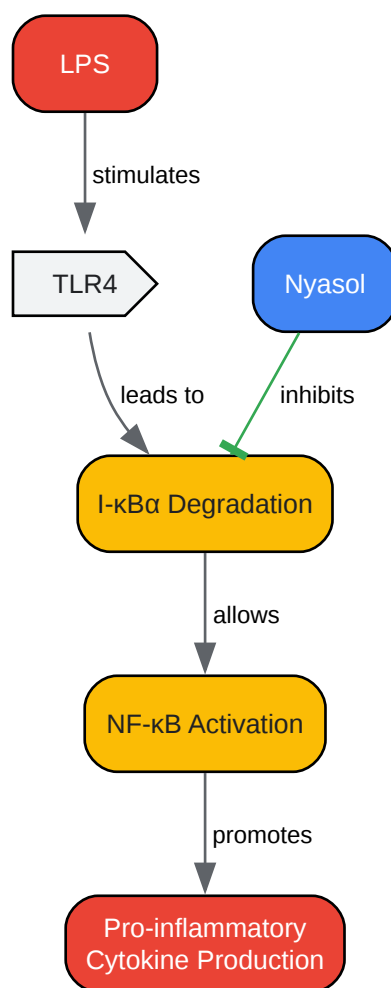 LPS
stimulates
TLR4
Nyasol
leads to
inhibits
I-κBα Degradation
allows
NF-κB Activation
promotes
Pro-inflammatory
Cytokine Production